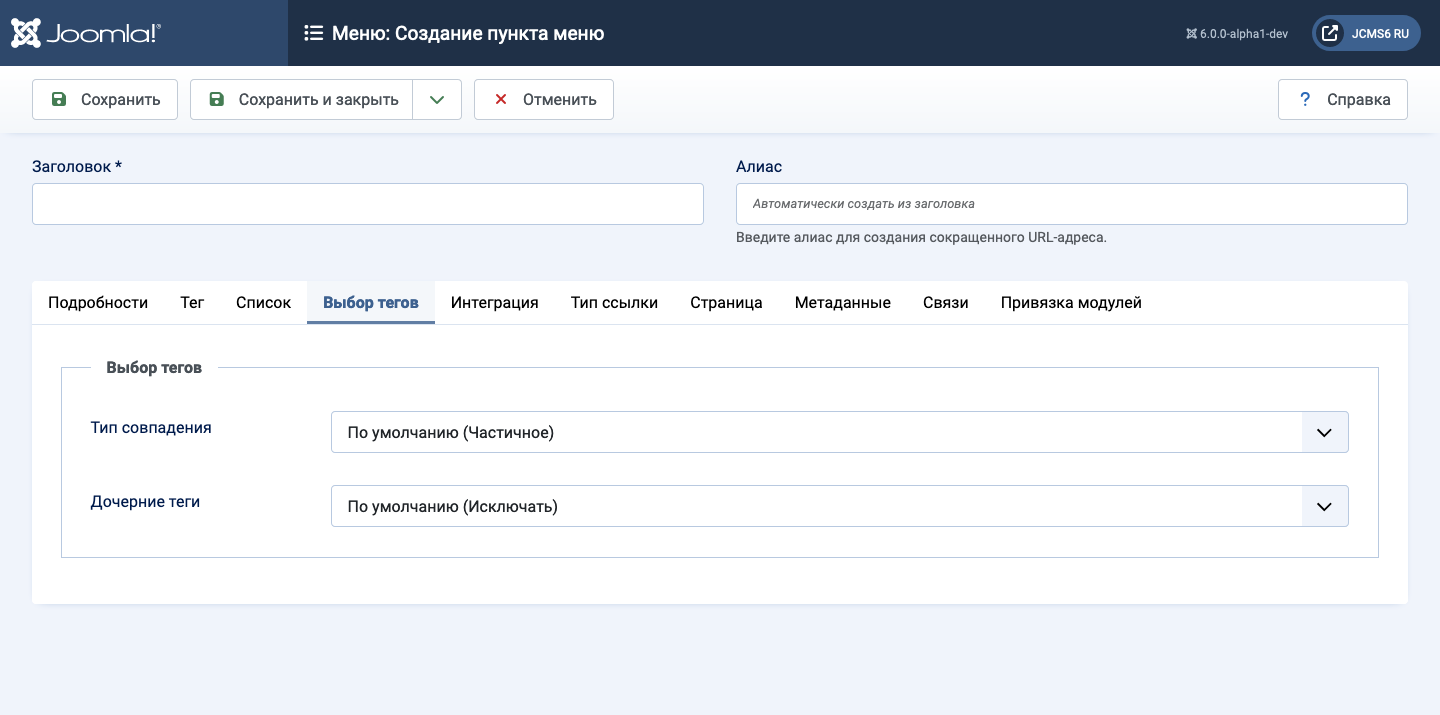 Joomla!®
Меню: Создание пункта меню
6.0.0-alpha1-dev
JCMS6 RU
Сохранить
Сохранить и закрыть
Отменить
? Справка
Заголовок *
Алиас
Автоматически создать из заголовка
Введите алиас для создания сокращенного URL-адреса.
Подробности Тег Список Выбор тегов Интеграция Тип ссылки Страница Метаданные Связи Привязка модулей
Выбор тегов
Тип совпадения
По умолчанию (Частичное)
Дочерние теги
По умолчанию (Исключать)